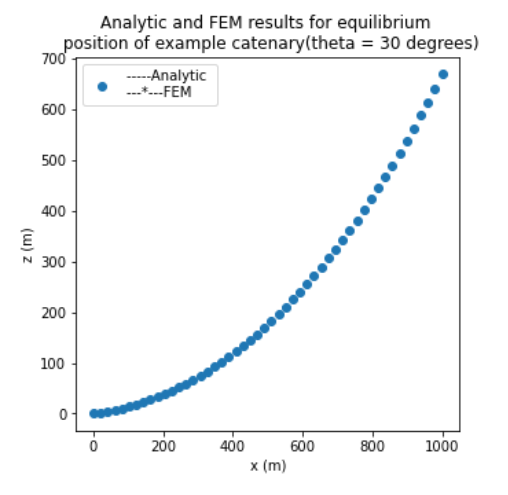 Analytic and FEM results for equilibrium
position of example catenary(theta = 30 degrees)
-----Analytic
---*---FEM
700
600
500
400
300
200
100
0
z (m)
0
200
400
600
800
1000
x (m)